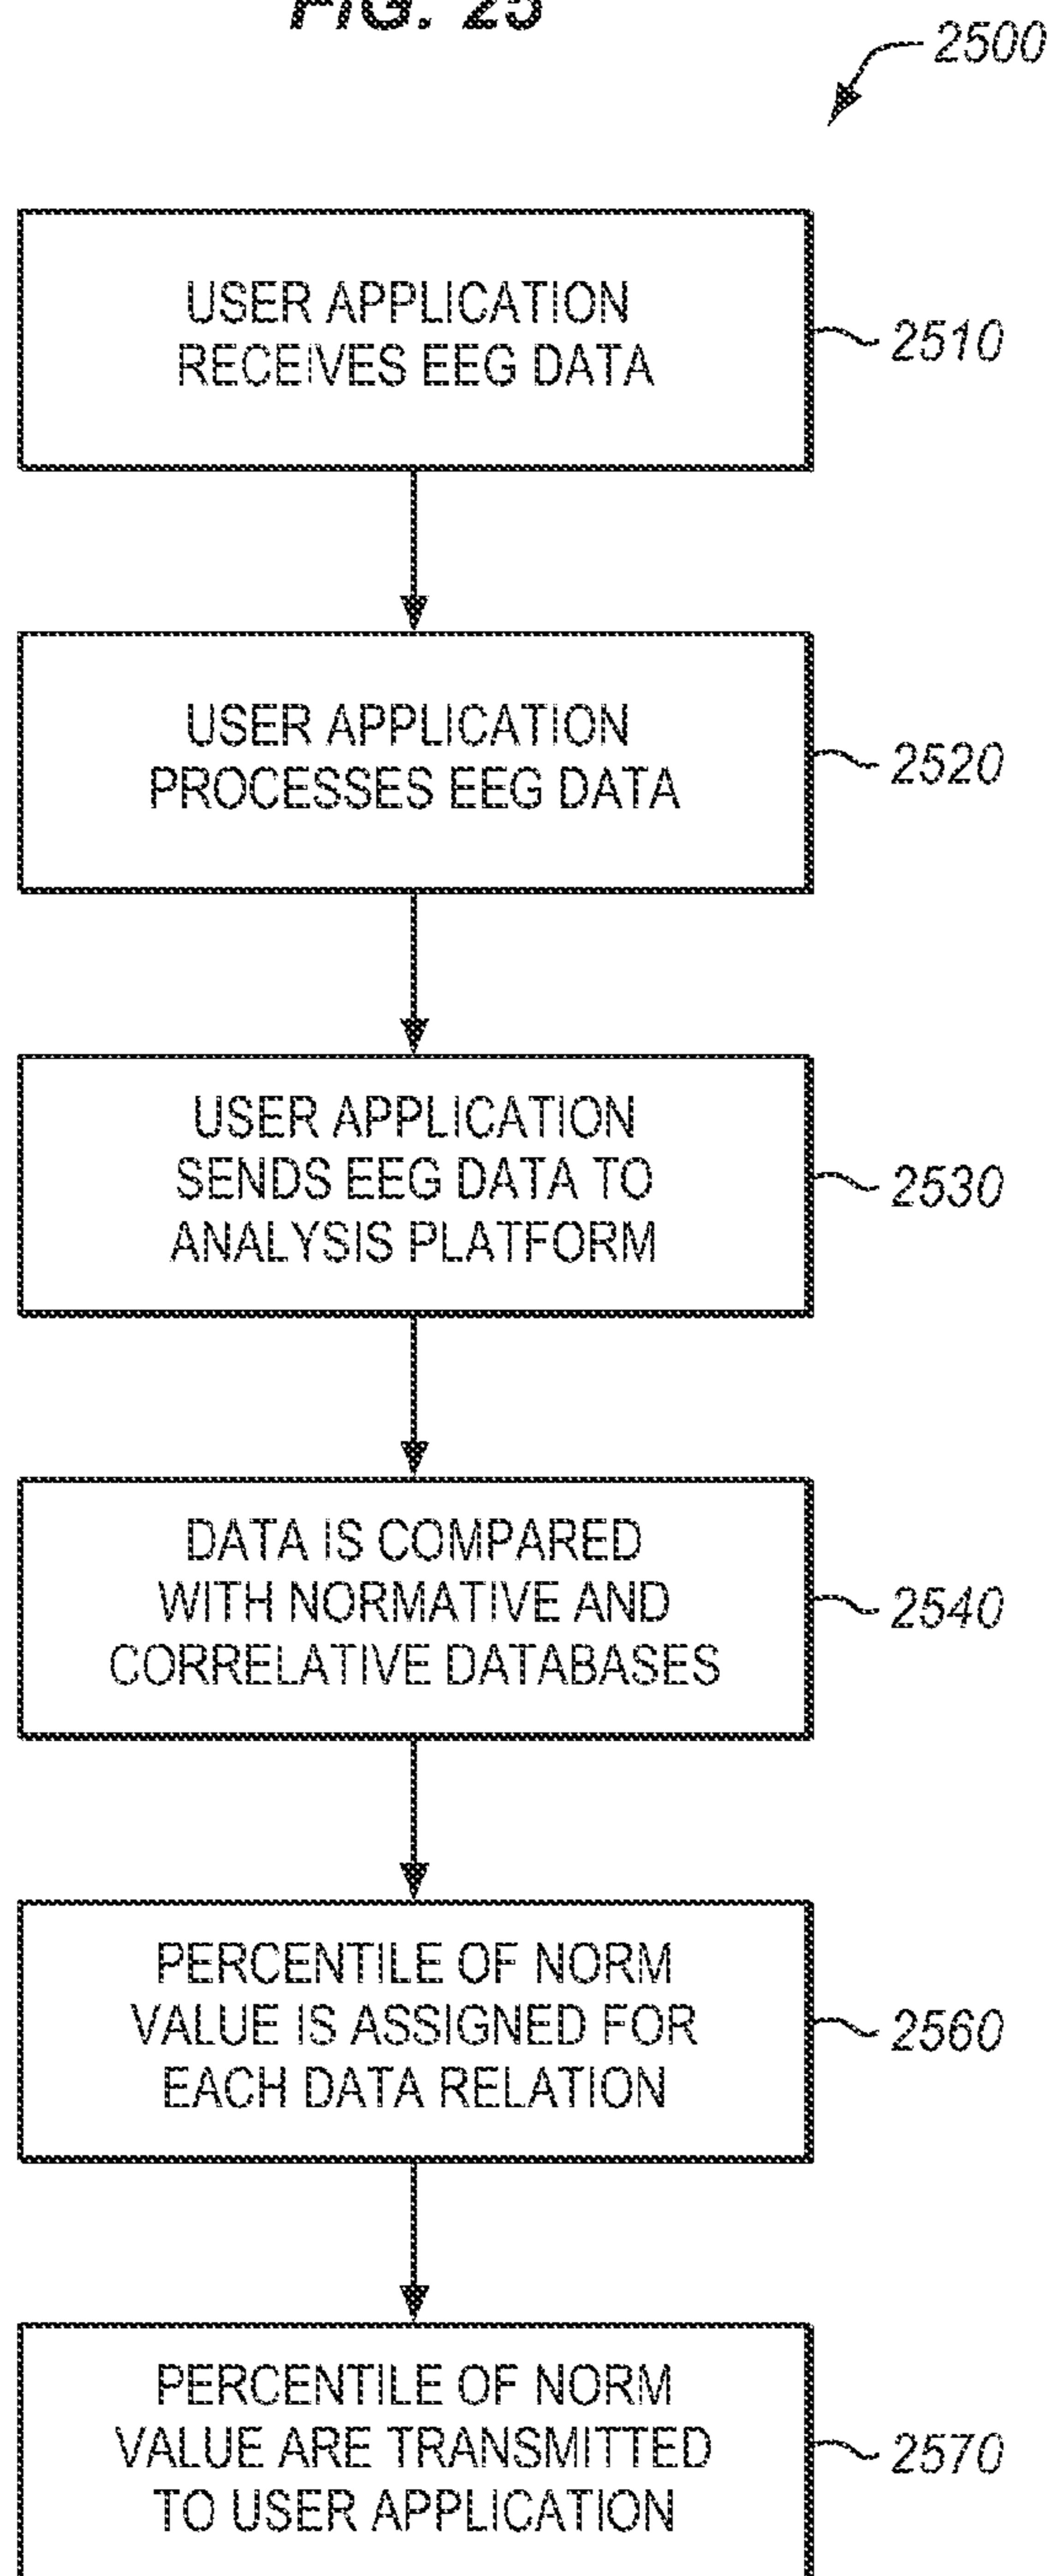 FIG. 25
2500
USER APPLICATION
RECEIVES EEG DATA
2510
USER APPLICATION
PROCESSES EEG DATA
2520
USER APPLICATION
SENDS EEG DATA TO
ANALYSIS PLATFORM
2530
DATA IS COMPARED
WITH NORMATIVE AND
CORRELATIVE DATABASES
2540
PERCENTILE OF NORM
VALUE IS ASSIGNED FOR
EACH DATA RELATION
2560
PERCENTILE OF NORM
VALUE ARE TRANSMITTED
TO USER APPLICATION
2570